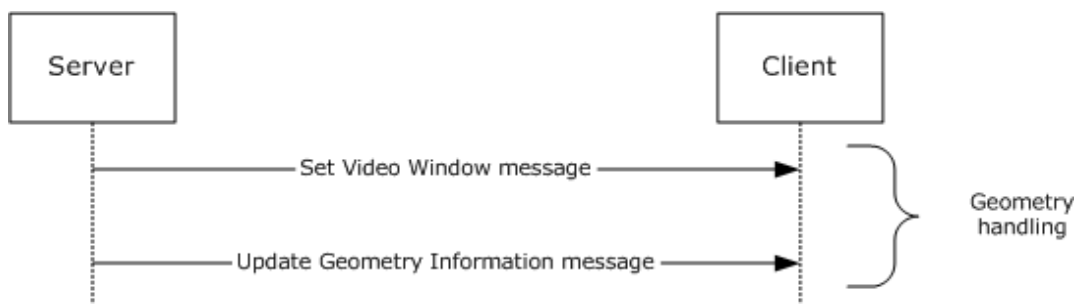 Server
Client
Set Video Window message
Geometry
handling
Update Geometry Information message